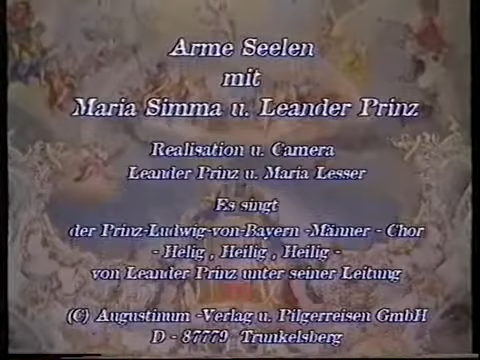 Arme Seelen
mit
Maria Simma u. Leander Prinz
Realisation u. Camera
Leander Prinz u. Maria Lesser
Es singt
der Prinz-Ludwig-von-Bayern -Männer - Chor
- Helig , Heilig , Heilig -
von Leander Prinz unter seiner Leitung
(C) Augustinum -Verlag u. Pilgerreisen GmbH
D - 87779 Trunkelsberg